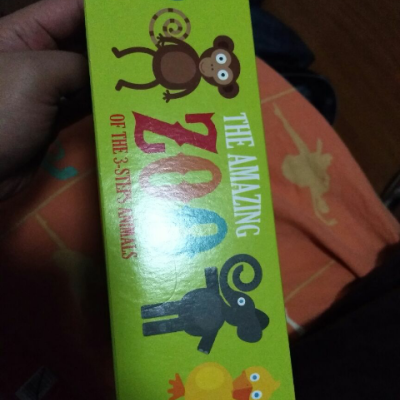 THE AMAZING
ZOO
OF THE 3-STEPS ANIMALS